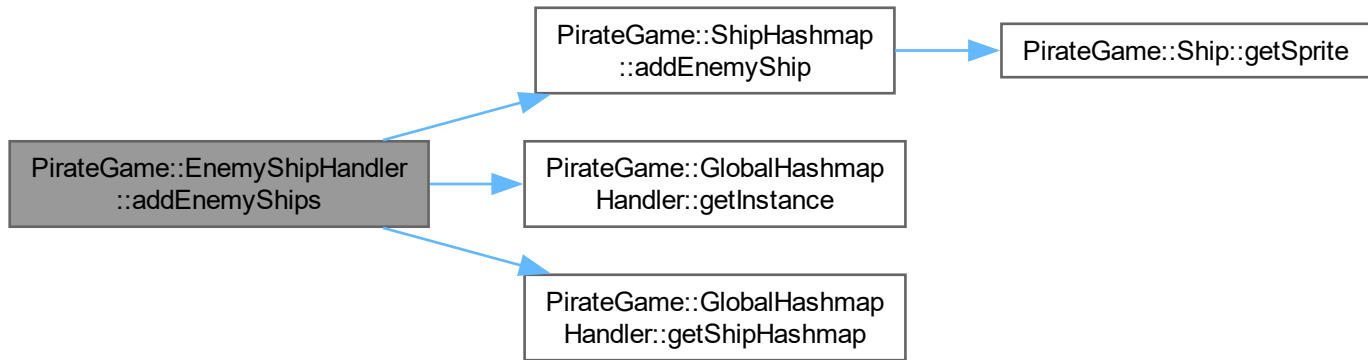 PirateGame::EnemyShipHandler
::addEnemyShips
PirateGame::ShipHashmap
::addEnemyShip
PirateGame::Ship::getSprite
PirateGame::GlobalHashmap
Handler::getInstance
PirateGame::GlobalHashmap
Handler::getShipHashmap